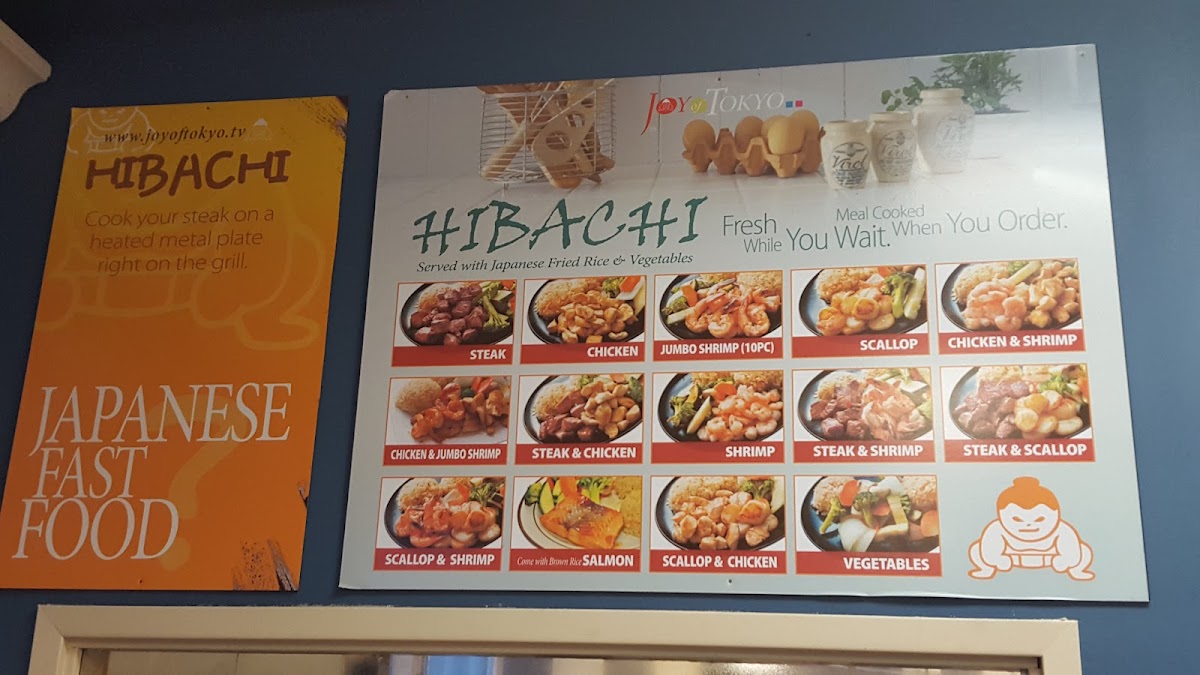 www.joyoftokyo.tv
HIBACHI
Cook your steak on a
heated metal plate
right on the grill.
JAPANESE
FAST
FOOD
JOY of TOKYO
HIBACHI
Served with Japanese Fried Rice & Vegetables
Fresh
While You Wait.
Meal Cooked
When You Order.
STEAK
CHICKEN
JUMBO SHRIMP (10PC)
SCALLOP
CHICKEN & SHRIMP
CHICKEN & JUMBO SHRIMP
STEAK & CHICKEN
SHRIMP
STEAK & SHRIMP
STEAK & SCALLOP
SCALLOP & SHRIMP
Come with Brown Rice SALMON
SCALLOP & CHICKEN
VEGETABLES